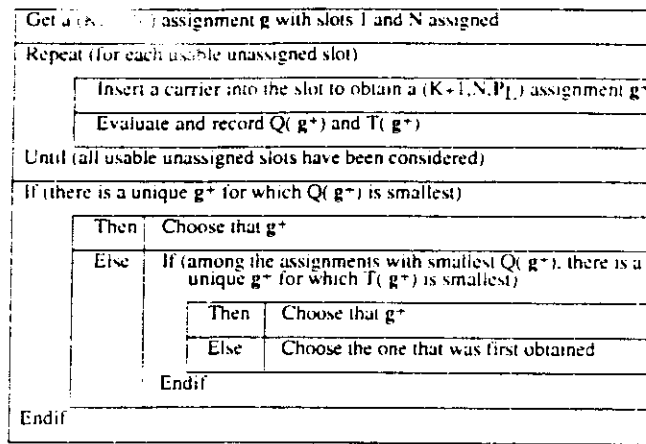 Get a (K ) assignment g with slots 1 and N assigned
Repeat (for each usable unassigned slot)
Insert a carrier into the slot to obtain a (K+1,N,P_L) assignment g+
Evaluate and record Q( g+) and T( g+)
Until (all usable unassigned slots have been considered)
If (there is a unique g+ for which Q( g+) is smallest)
Then Choose that g+
Else If (among the assignments with smallest Q( g+), there is a
unique g+ for which T( g+) is smallest)
Then Choose that g+
Else Choose the one that was first obtained
Endif
Endif